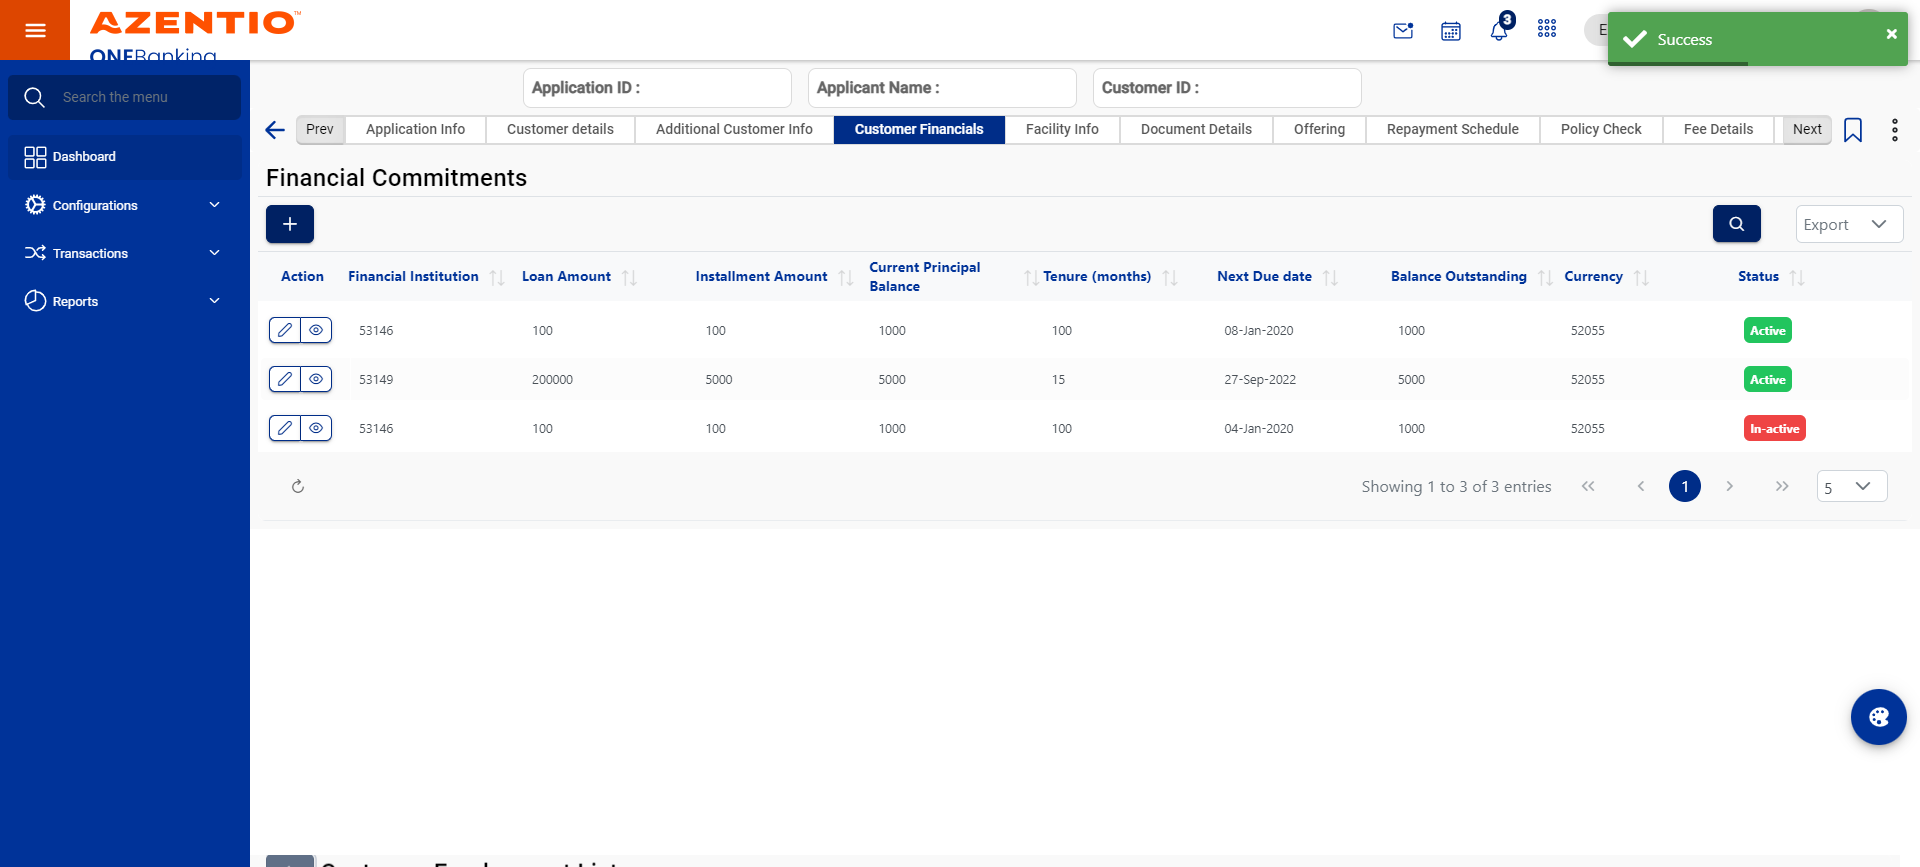 AZENTIO™
ONEBanking
3
E
Success
Search the menu
Dashboard
Configurations
Transactions
Reports
Application ID :
Applicant Name :
Customer ID :
Prev
Application Info
Customer details
Additional Customer Info
Customer Financials
Facility Info
Document Details
Offering
Repayment Schedule
Policy Check
Fee Details
Next
Financial Commitments
Export
Action Financial Institution Loan Amount Installment Amount Current Principal Balance Tenure (months) Next Due date Balance Outstanding Currency Status
53146 100 100 1000 100 08-Jan-2020 1000 52055 Active
53149 200000 5000 5000 15 27-Sep-2022 5000 52055 Active
53146 100 100 1000 100 04-Jan-2020 1000 52055 In-active
Showing 1 to 3 of 3 entries
1
5
Customer Employment List